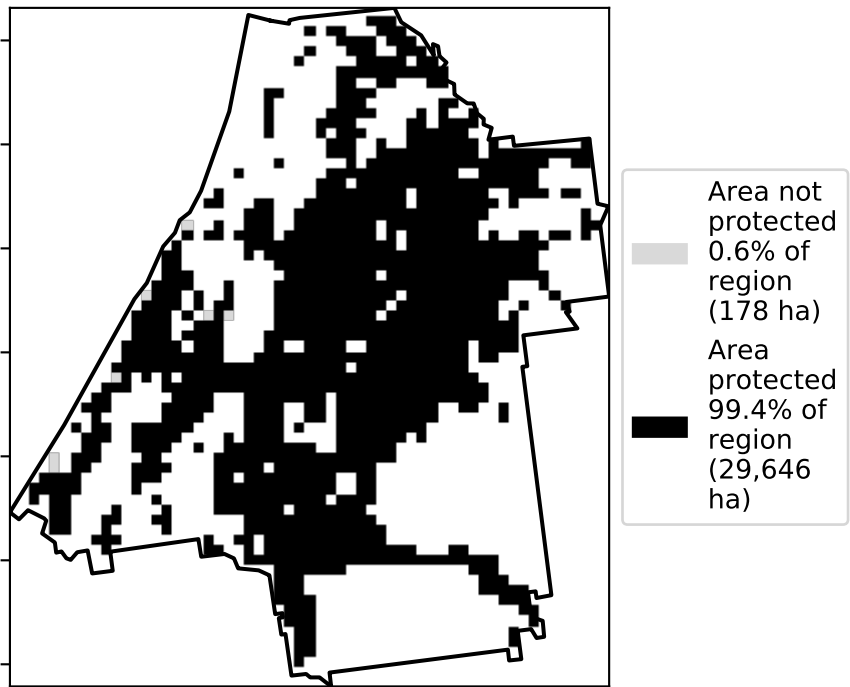 Area not
protected
0.6% of
region
(178 ha)
Area
protected
99.4% of
region
(29,646
ha)